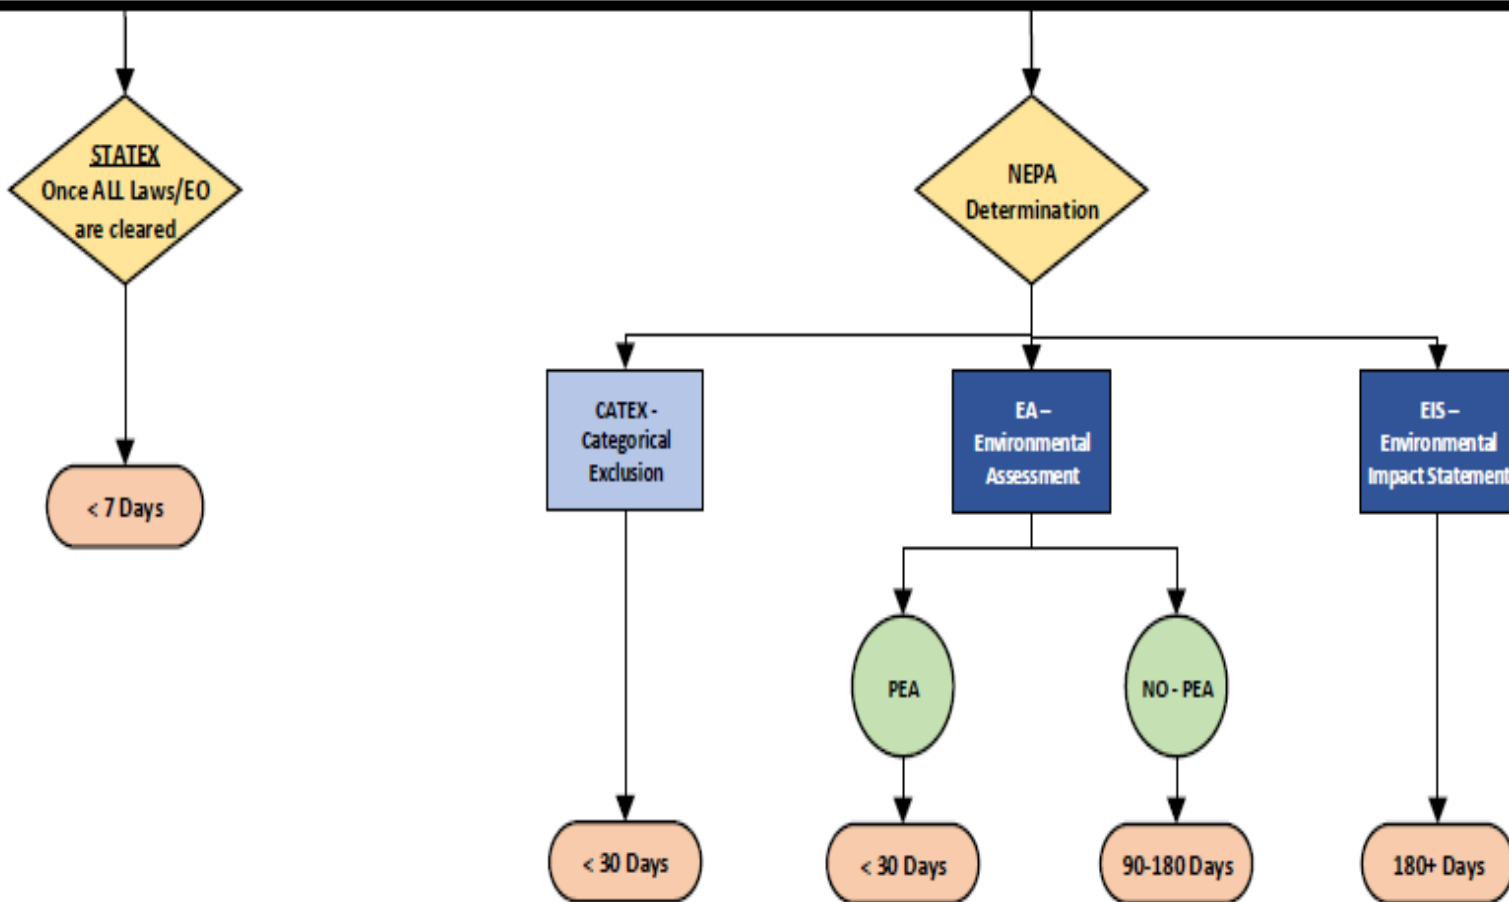 STATEX
Once ALL Laws/EO
are cleared
< 7 Days
NEPA
Determination
CATEX -
Categorical
Exclusion
EA –
Environmental
Assessment
EIS –
Environmental
Impact Statement
PEA
NO - PEA
< 30 Days
< 30 Days
90-180 Days
180+ Days